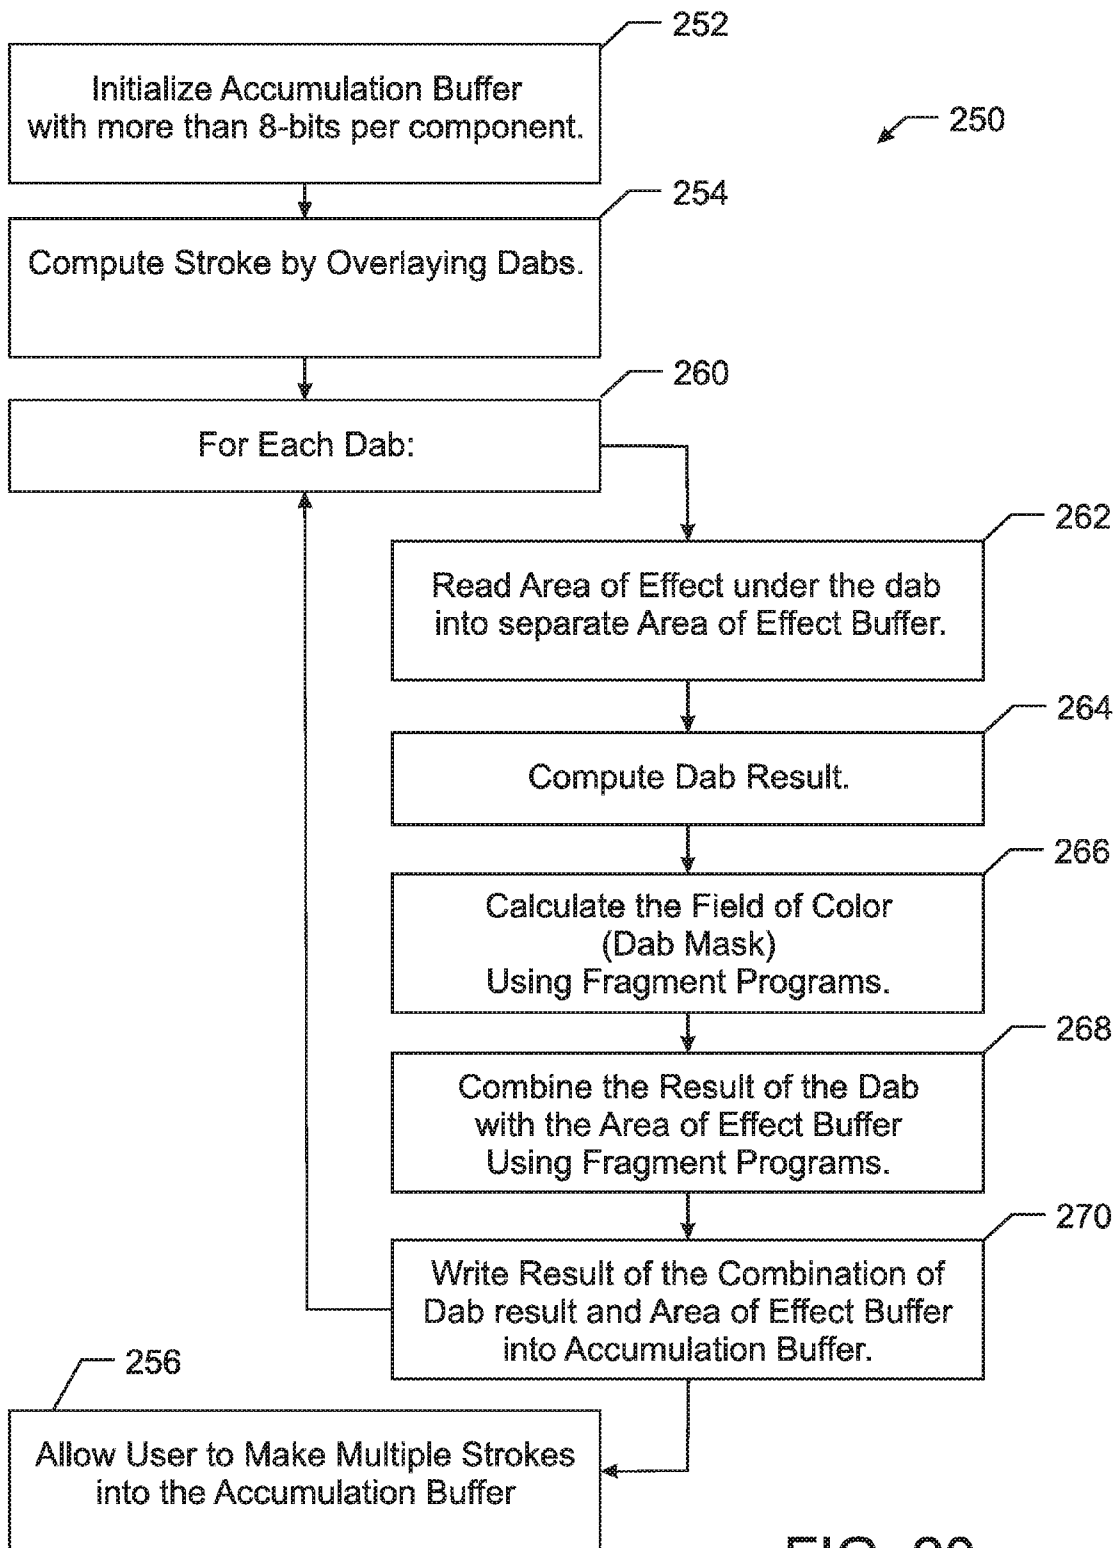 252
Initialize Accumulation Buffer
with more than 8-bits per component.
250
254
Compute Stroke by Overlaying Dabs.
260
For Each Dab:
262
Read Area of Effect under the dab
into separate Area of Effect Buffer.
264
Compute Dab Result.
266
Calculate the Field of Color
(Dab Mask)
Using Fragment Programs.
268
Combine the Result of the Dab
with the Area of Effect Buffer
Using Fragment Programs.
270
Write Result of the Combination of
Dab result and Area of Effect Buffer
into Accumulation Buffer.
256
Allow User to Make Multiple Strokes
into the Accumulation Buffer
FIG.